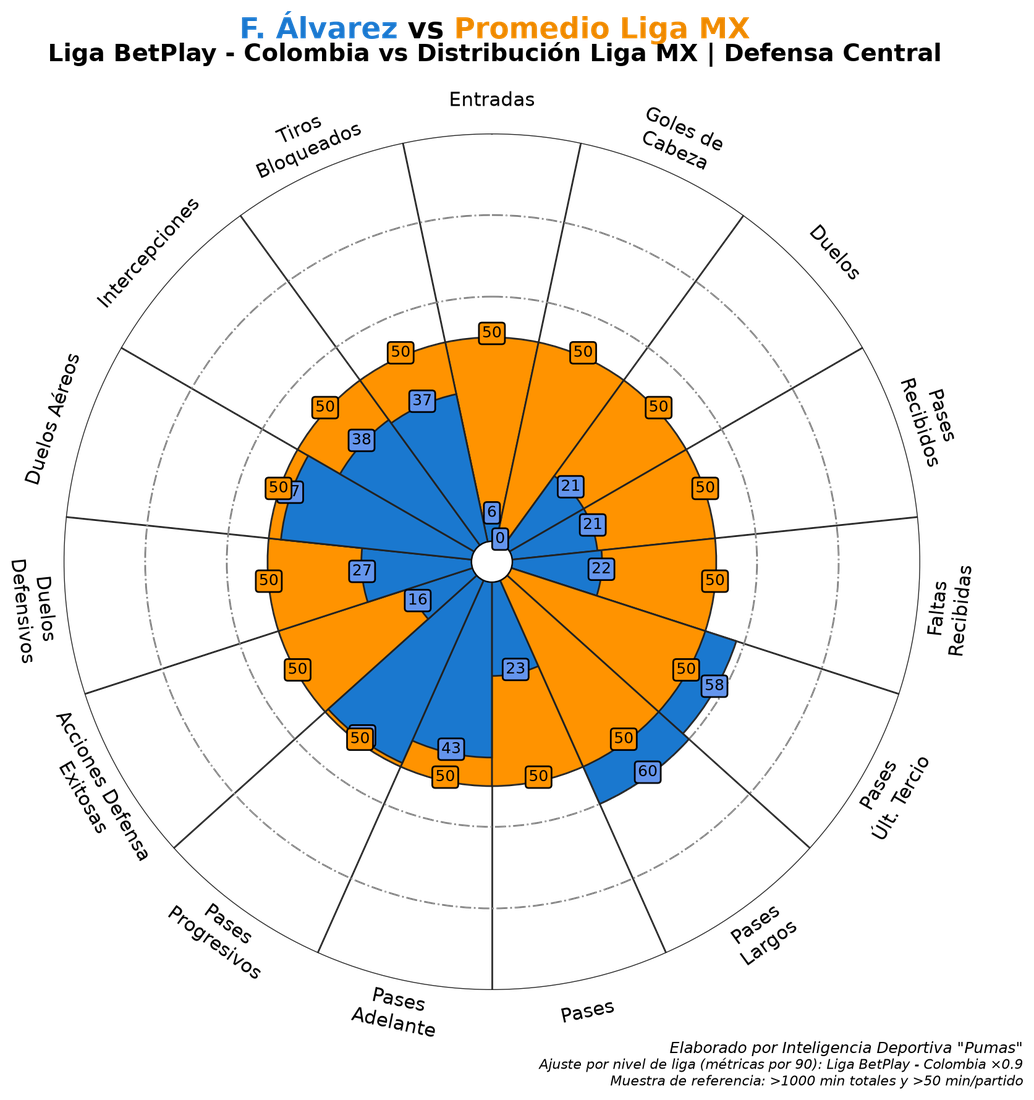 F. Álvarez vs Promedio Liga MX
Liga BetPlay - Colombia vs Distribución Liga MX | Defensa Central
Entradas
Goles de
Cabeza
Duelos
Pases
Recibidos
Faltas
Recibidas
Pases
Últ. Tercio
Pases
Largos
Pases
Pases
Adelante
Pases
Progresivos
Acciones Defensa
Exitosas
Duelos
Defensivos
Duelos Aéreos
Intercepciones
Tiros
Bloqueados
50
6
50
0
50
21
50
21
50
22
50
58
50
60
50
23
50
43
50
50
16
50
27
50
50
38
50
37
Elaborado por Inteligencia Deportiva "Pumas"
Ajuste por nivel de liga (métricas por 90): Liga BetPlay - Colombia ×0.9
Muestra de referencia: >1000 min totales y >50 min/partido